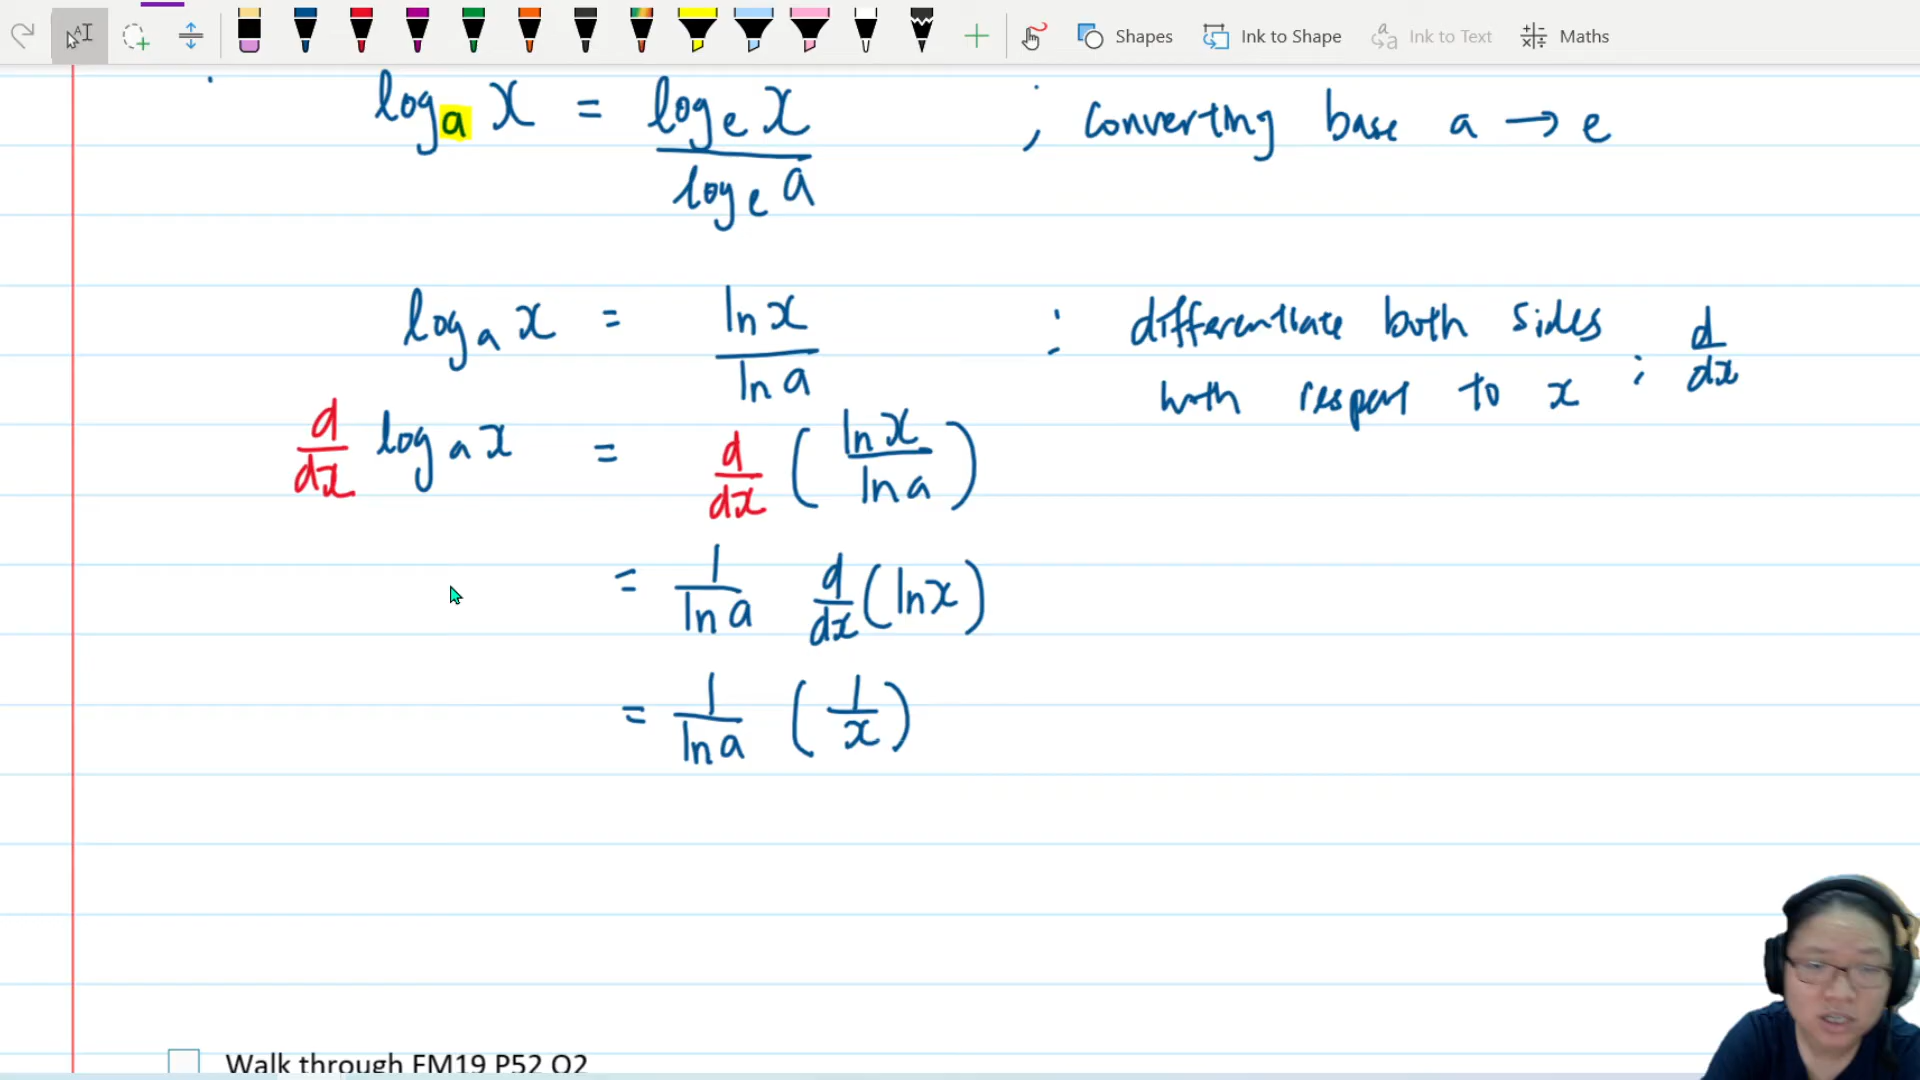 Shapes Ink to Shape Ink to Text Maths
log_a x = log_e x / log_e a ; converting base a → e
log_a x = ln x / ln a : differentiate both sides
with respect to x ; d/dx
d/dx log_a x = d/dx ( ln x / ln a )
= 1/ln a d/dx ( ln x )
= 1/ln a ( 1/x )
Walk through FM19 P52 Q2